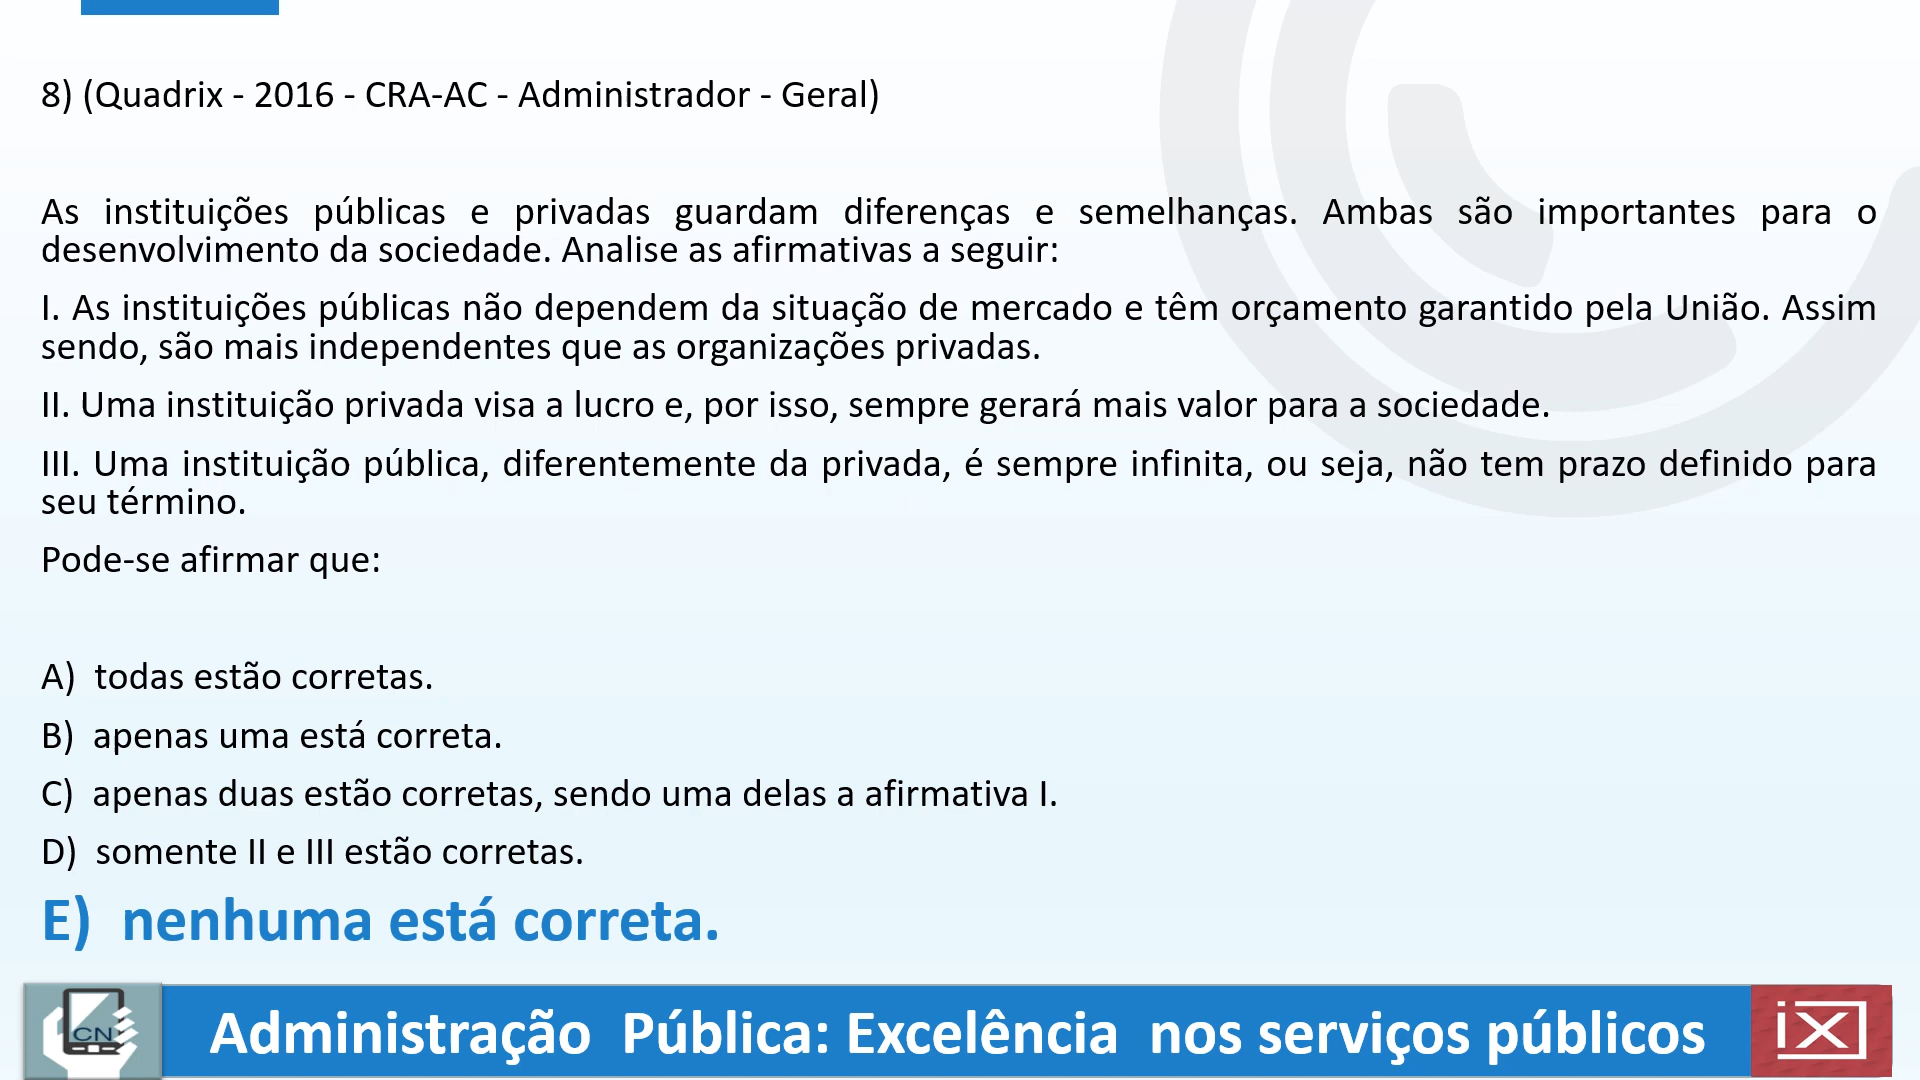 8) (Quadrix - 2016 - CRA-AC - Administrador - Geral)
As instituições públicas e privadas guardam diferenças e semelhanças. Ambas são importantes para o
desenvolvimento da sociedade. Analise as afirmativas a seguir:
I. As instituições públicas não dependem da situação de mercado e têm orçamento garantido pela União. Assim
sendo, são mais independentes que as organizações privadas.
II. Uma instituição privada visa a lucro e, por isso, sempre gerará mais valor para a sociedade.
III. Uma instituição pública, diferentemente da privada, é sempre infinita, ou seja, não tem prazo definido para
seu término.
Pode-se afirmar que:
A) todas estão corretas.
B) apenas uma está correta.
C) apenas duas estão corretas, sendo uma delas a afirmativa I.
D) somente II e III estão corretas.
E) nenhuma está correta.
CN
Administração Pública: Excelência nos serviços públicos
iX